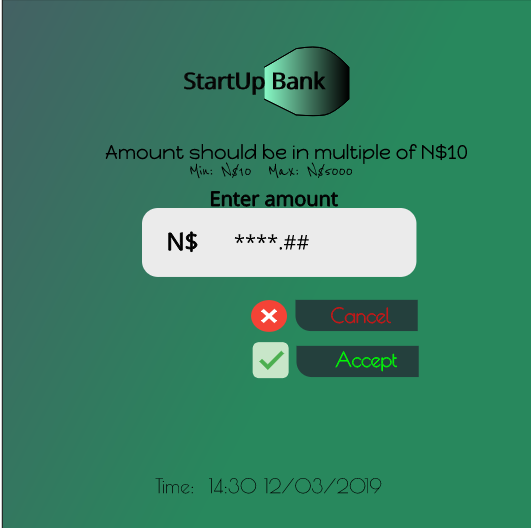 StartUp Bank
Amount should be in multiple of N$10
Min: N$10 Max: N$5000
Enter amount
N$ ****.##
Cancel
Accept
Time: 14:30 12/03/2019